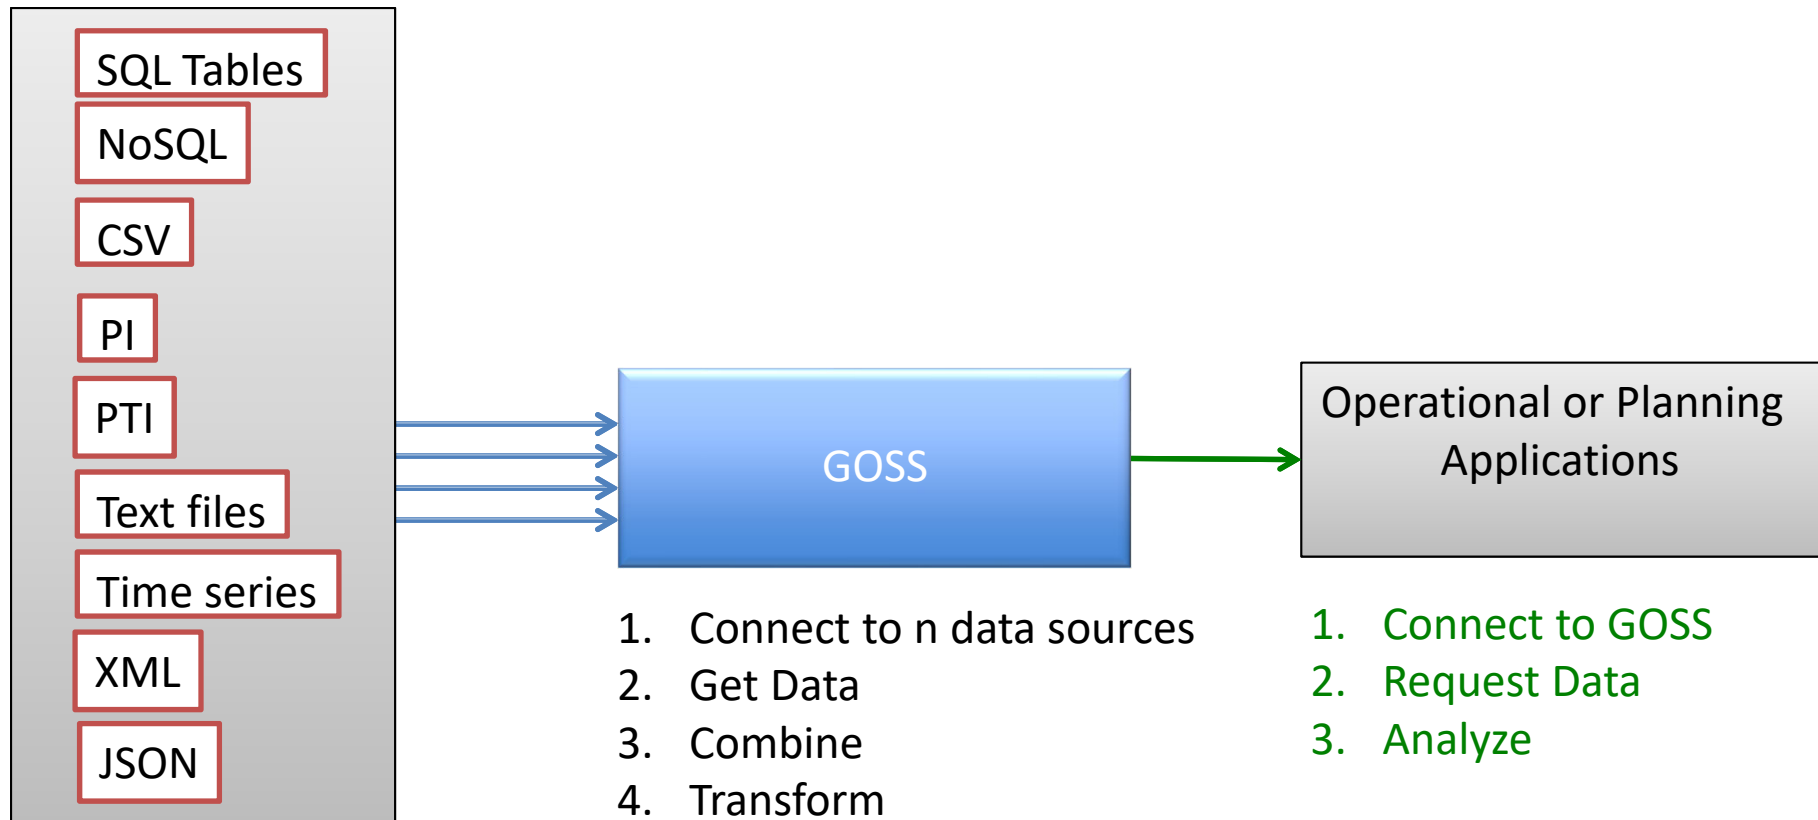 SQL Tables
NoSQL
CSV
PI
PTI
Text files
Time series
XML
JSON
GOSS
1. Connect to n data sources
2. Get Data
3. Combine
4. Transform
Operational or Planning
Applications
1. Connect to GOSS
2. Request Data
3. Analyze